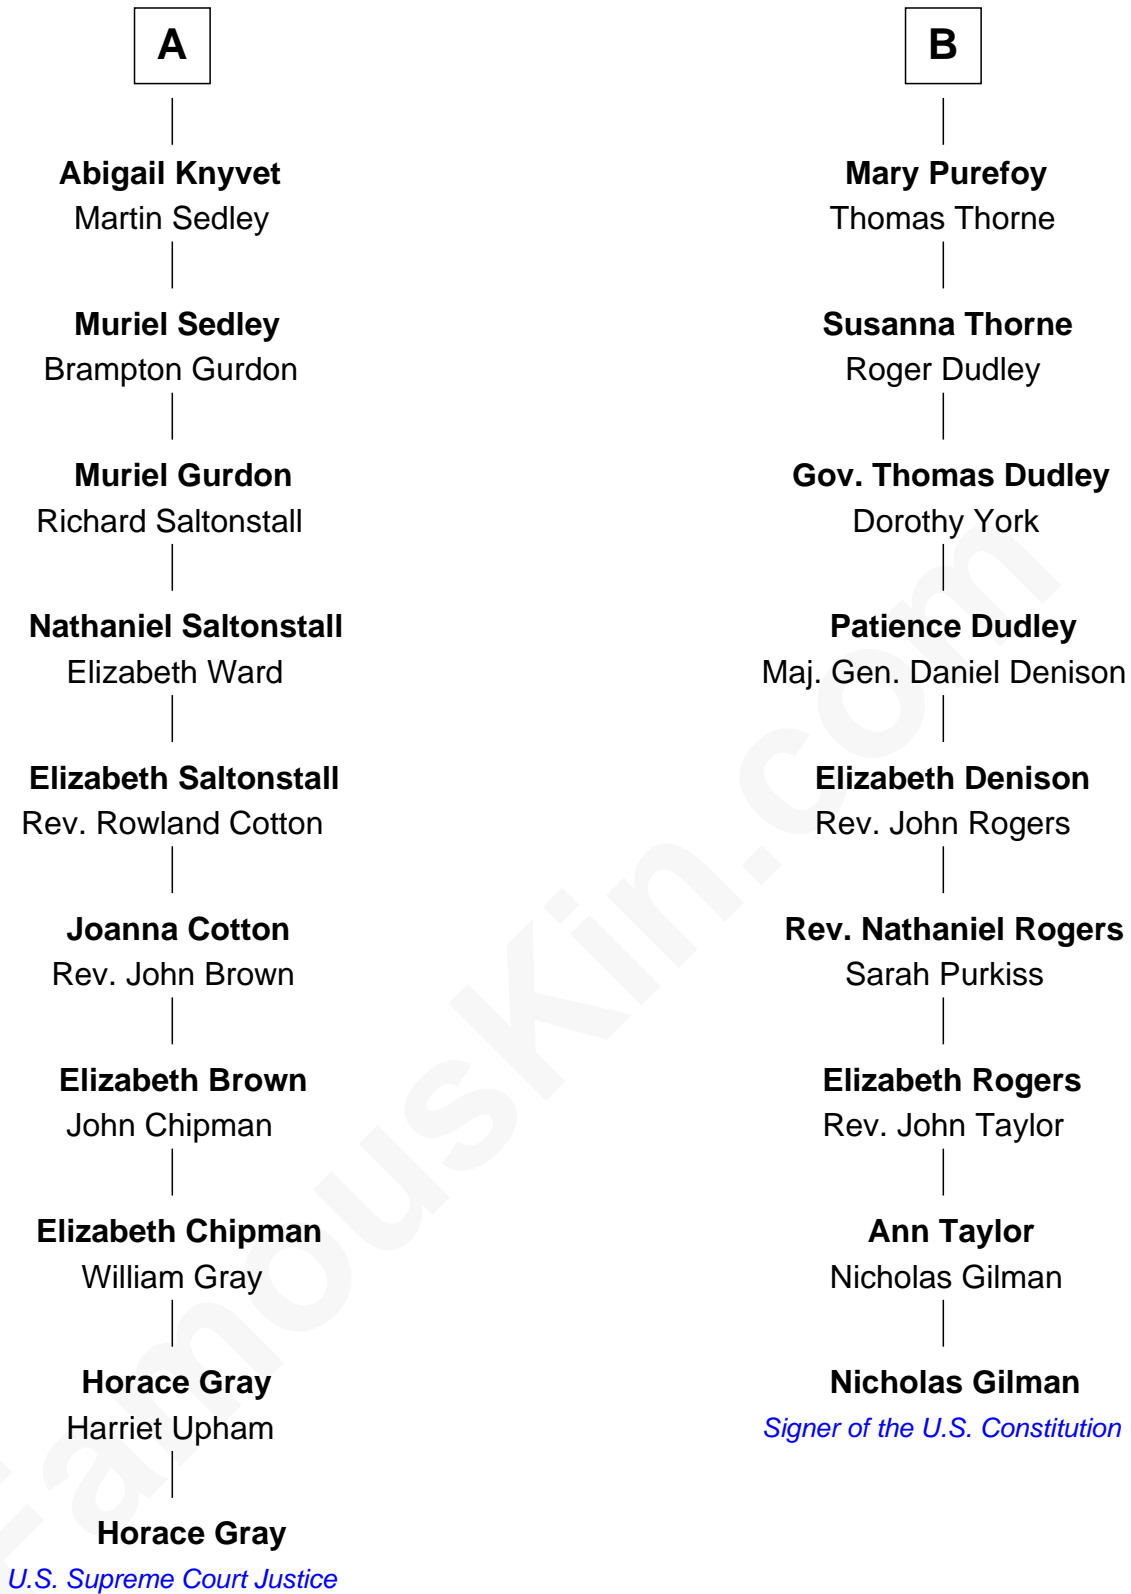 A
Abigail Knyvet
Martin Sedley
Muriel Sedley
Brampton Gurdon
Muriel Gurdon
Richard Saltonstall
Nathaniel Saltonstall
Elizabeth Ward
Elizabeth Saltonstall
Rev. Rowland Cotton
Joanna Cotton
Rev. John Brown
Elizabeth Brown
John Chipman
Elizabeth Chipman
William Gray
Horace Gray
Harriet Upham
Horace Gray
U.S. Supreme Court Justice
B
Mary Purefoy
Thomas Thorne
Susanna Thorne
Roger Dudley
Gov. Thomas Dudley
Dorothy York
Patience Dudley
Maj. Gen. Daniel Denison
Elizabeth Denison
Rev. John Rogers
Rev. Nathaniel Rogers
Sarah Purkiss
Elizabeth Rogers
Rev. John Taylor
Ann Taylor
Nicholas Gilman
Nicholas Gilman
Signer of the U.S. Constitution
FamousKin.com